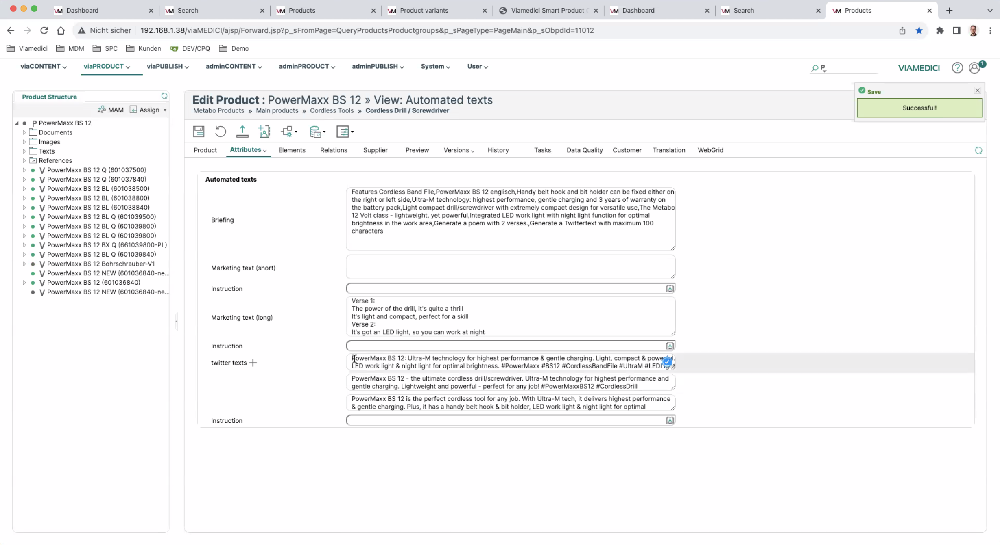 Dashboard
Search
Products
Product variants
Viamedici Smart Product
Dashboard
Search
Products
Nicht sicher
192.168.1.38/viaMEDICI/ajsp/Forward.jsp?p_sFromPage=QueryProductsProductgroups&p_sPageType=PageMain&p_sObpdId=11012
Viamedici
MDM
SPC
Kunden
DEV/CPQ
Demo
viaCONTENT
viaPRODUCT
viaPUBLISH
adminCONTENT
adminPRODUCT
adminPUBLISH
System
User
P
VIAMEDICI
1
Product Structure
MAM
Assign
P PowerMaxx BS 12
Documents
Images
Texts
References
V PowerMaxx BS 12 Q (601037500)
V PowerMaxx BS 12 Q (601037840)
V PowerMaxx BS 12 BL (601038500)
V PowerMaxx BS 12 BL (601038800)
V PowerMaxx BS 12 BL (601038840)
V PowerMaxx BS 12 BL Q (601039500)
V PowerMaxx BS 12 BL Q (601039800)
V PowerMaxx BS 12 BL Q (601039800)
V PowerMaxx BS 12 BX Q (661039800-PL)
V PowerMaxx BS 12 BL Q (601039840)
V PowerMaxx BS 12 Bohrschrauber-V1
V PowerMaxx BS 12 NEW (601036840-ne...
V PowerMaxx BS 12 (601036840)
V PowerMaxx BS 12 NEW (601036840-ne...
Edit Product : PowerMaxx BS 12 » View: Automated texts
Metabo Products » Main products » Cordless Tools » Cordless Drill / Screwdriver
Save
Successful!
Product
Attributes
Elements
Relations
Supplier
Preview
Versions
History
Tasks
Data Quality
Customer
Translation
WebGrid
Automated texts
Briefing
Features Cordless Band File,PowerMaxx BS 12 englisch,Handy belt hook and bit holder can be fixed either on
the right or left side,Ultra-M technology: highest performance, gentle charging and 3 years of warranty on
the battery pack,Light compact drill/screwdriver with extremely compact design for versatile use,The Metabo
12 Volt class - lightweight, yet powerful,Integrated LED work light with night light function for optimal
brightness in the work area,Generate a poem with 2 verses.,Generate a Twittertext with maximum 100
characters
Marketing text (short)
Instruction
Marketing text (long)
Verse 1:
The power of the drill, it's quite a thrill
It's light and compact, perfect for a skill
Verse 2:
It's got an LED light, so you can work at night
Instruction
twitter texts
PowerMaxx BS 12: Ultra-M technology for highest performance & gentle charging. Light, compact & powerful.
LED work light & night light for optimal brightness. #PowerMaxx #BS12 #CordlessBandFile #UltraM #LEDLight
PowerMaxx BS 12 - the ultimate cordless drill/screwdriver. Ultra-M technology for highest performance and
gentle charging. Lightweight and powerful - perfect for any job! #PowerMaxxBS12 #CordlessDrill
PowerMaxx BS 12 is the perfect cordless tool for any job. With Ultra-M tech, it delivers highest performance
& gentle charging. Plus, it has a handy belt hook & bit holder, LED work light & night light for optimal
Instruction